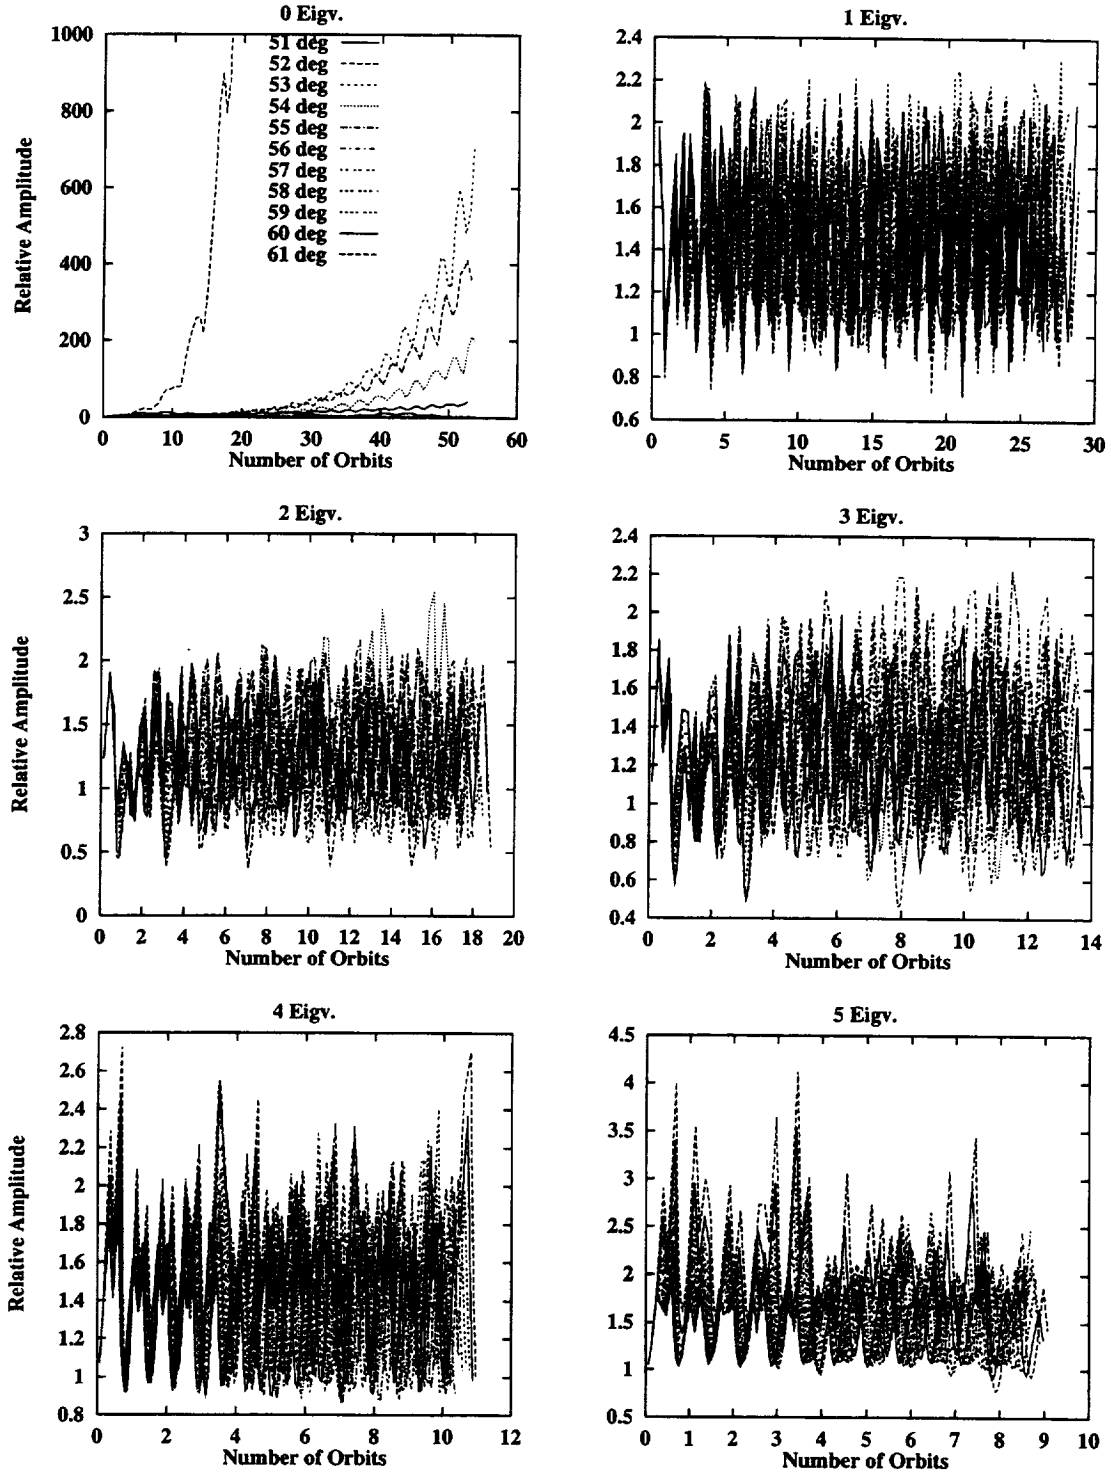 0 Eigv.
1000
800
600
400
200
0
0 10 20 30 40 50 60
Relative Amplitude
Number of Orbits
51 deg
52 deg
53 deg
54 deg
55 deg
56 deg
57 deg
58 deg
59 deg
60 deg
61 deg
1 Eigv.
2.4
2.2
2
1.8
1.6
1.4
1.2
1
0.8
0.6
0 5 10 15 20 25 30
Number of Orbits
2 Eigv.
3
2.5
2
1.5
1
0.5
0
0 2 4 6 8 10 12 14 16 18 20
Relative Amplitude
Number of Orbits
3 Eigv.
2.4
2.2
2
1.8
1.6
1.4
1.2
1
0.8
0.6
0.4
0 2 4 6 8 10 12 14
Number of Orbits
4 Eigv.
2.8
2.6
2.4
2.2
2
1.8
1.6
1.4
1.2
1
0.8
0 2 4 6 8 10 12
Relative Amplitude
Number of Orbits
5 Eigv.
4.5
4
3.5
3
2.5
2
1.5
1
0.5
0 1 2 3 4 5 6 7 8 9 10
Number of Orbits